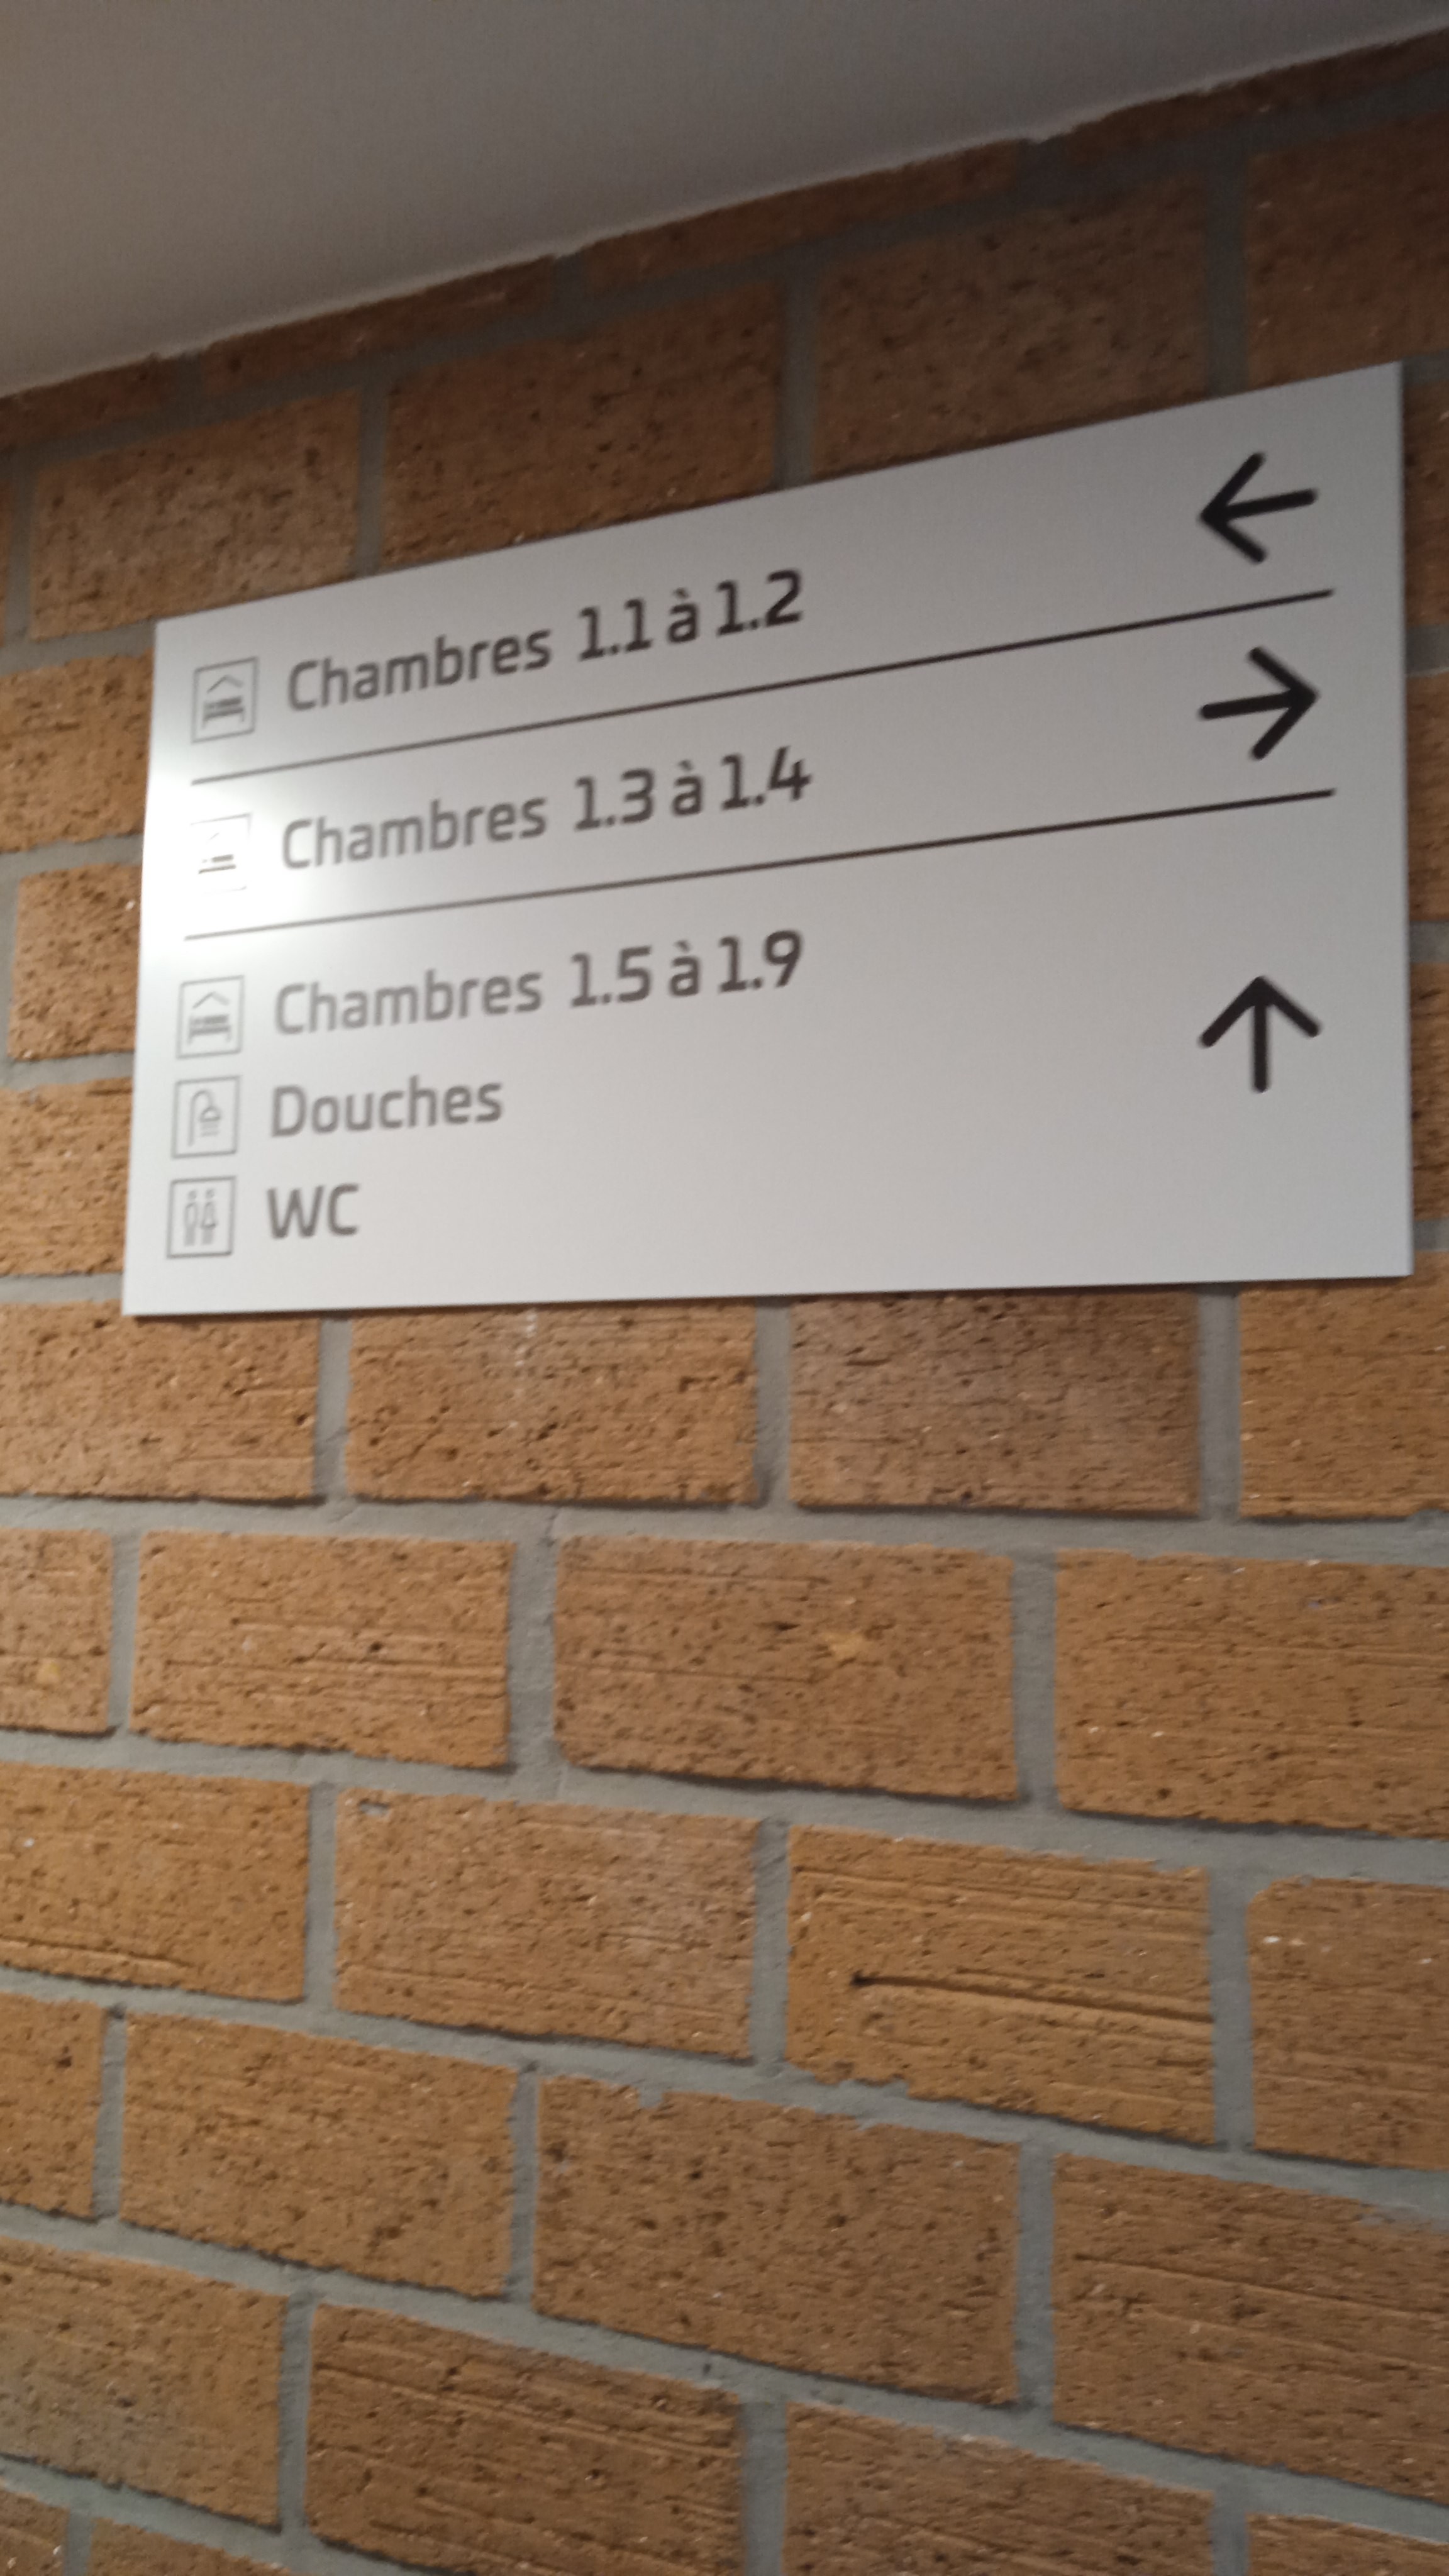 Chambres 1.1 à 1.2
Chambres 1.3 à 1.4
Chambres 1.5 à 1.9
Douches
WC